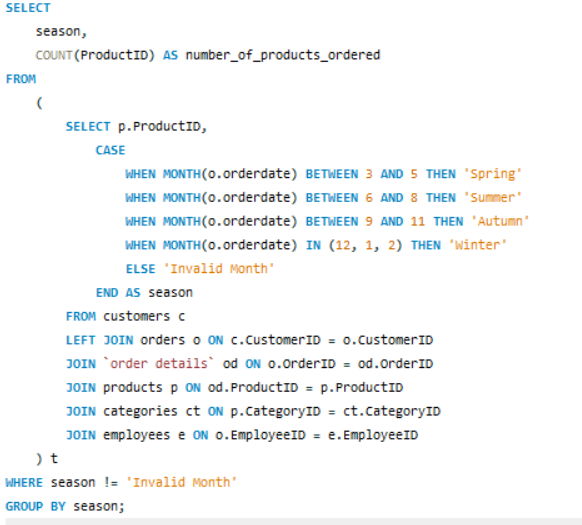 SELECT
    season,
    COUNT(ProductID) AS number_of_products_ordered
FROM
    (
        SELECT p.ProductID,
            CASE
                WHEN MONTH(o.orderdate) BETWEEN 3 AND 5 THEN 'Spring'
                WHEN MONTH(o.orderdate) BETWEEN 6 AND 8 THEN 'Summer'
                WHEN MONTH(o.orderdate) BETWEEN 9 AND 11 THEN 'Autumn'
                WHEN MONTH(o.orderdate) IN (12, 1, 2) THEN 'Winter'
                ELSE 'Invalid Month'
            END AS season
        FROM customers c
        LEFT JOIN orders o ON c.CustomerID = o.CustomerID
        JOIN `order details` od ON o.OrderID = od.OrderID
        JOIN products p ON od.ProductID = p.ProductID
        JOIN categories ct ON p.CategoryID = ct.CategoryID
        JOIN employees e ON o.EmployeeID = e.EmployeeID
    ) t
WHERE season != 'Invalid Month'
GROUP BY season;